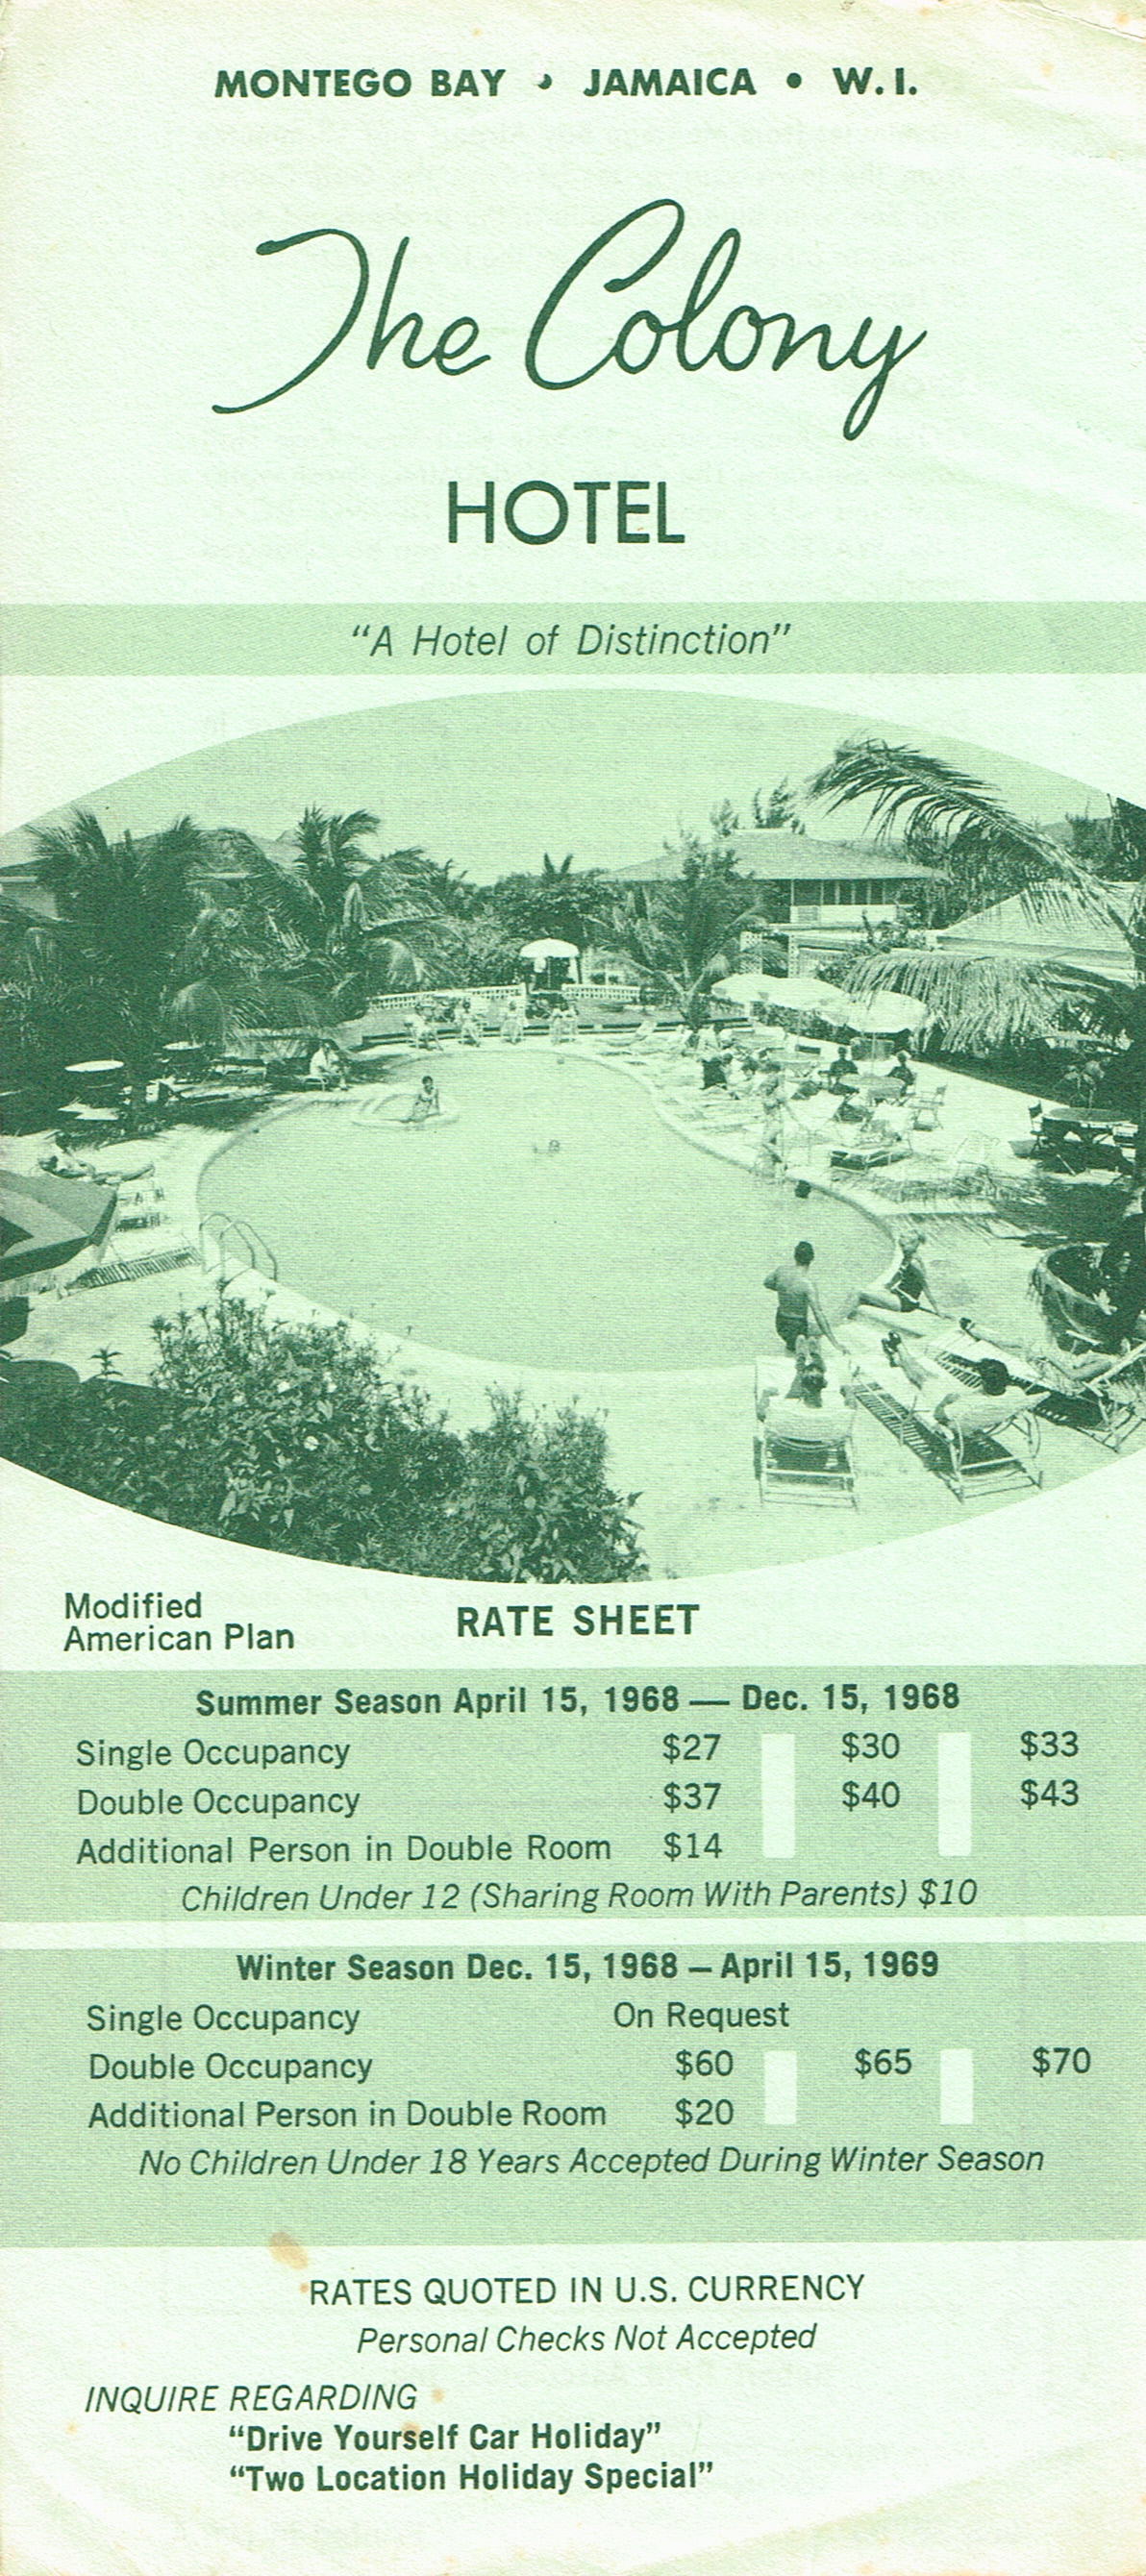 MONTEGO BAY • JAMAICA • W. I.
The Colony
HOTEL
“A Hotel of Distinction”
Modified
American Plan
RATE SHEET
Summer Season April 15, 1968 — Dec. 15, 1968
Single Occupancy $27 $30 $33
Double Occupancy $37 $40 $43
Additional Person in Double Room $14
Children Under 12 (Sharing Room With Parents) $10
Winter Season Dec. 15, 1968 – April 15, 1969
Single Occupancy On Request
Double Occupancy $60 $65 $70
Additional Person in Double Room $20
No Children Under 18 Years Accepted During Winter Season
RATES QUOTED IN U.S. CURRENCY
Personal Checks Not Accepted
INQUIRE REGARDING
“Drive Yourself Car Holiday”
“Two Location Holiday Special”